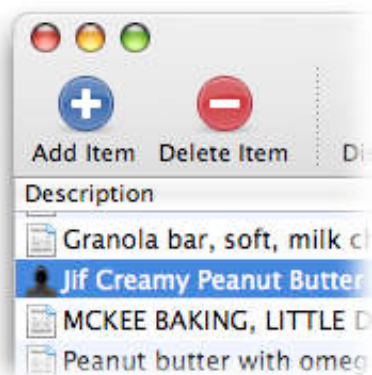 Add Item Delete Item
Description
Granola bar, soft, milk
Jif Creamy Peanut Butter
MCKEE BAKING, LITTLE
Peanut butter with